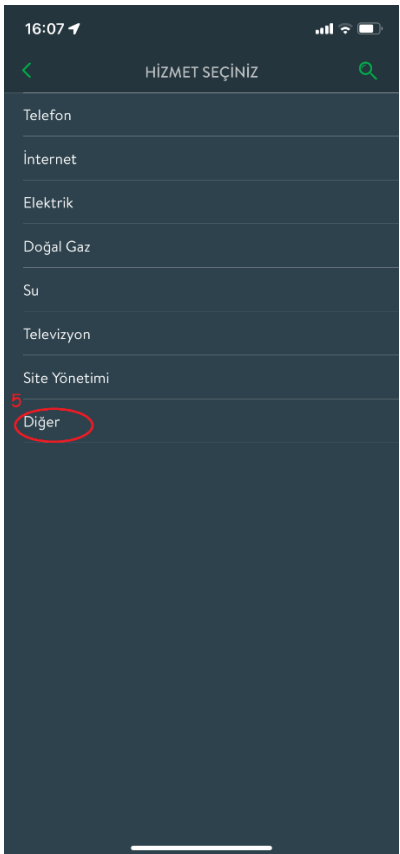 16:07
HİZMET SEÇİNİZ
Telefon
İnternet
Elektrik
Doğal Gaz
Su
Televizyon
Site Yönetimi
5
Diğer